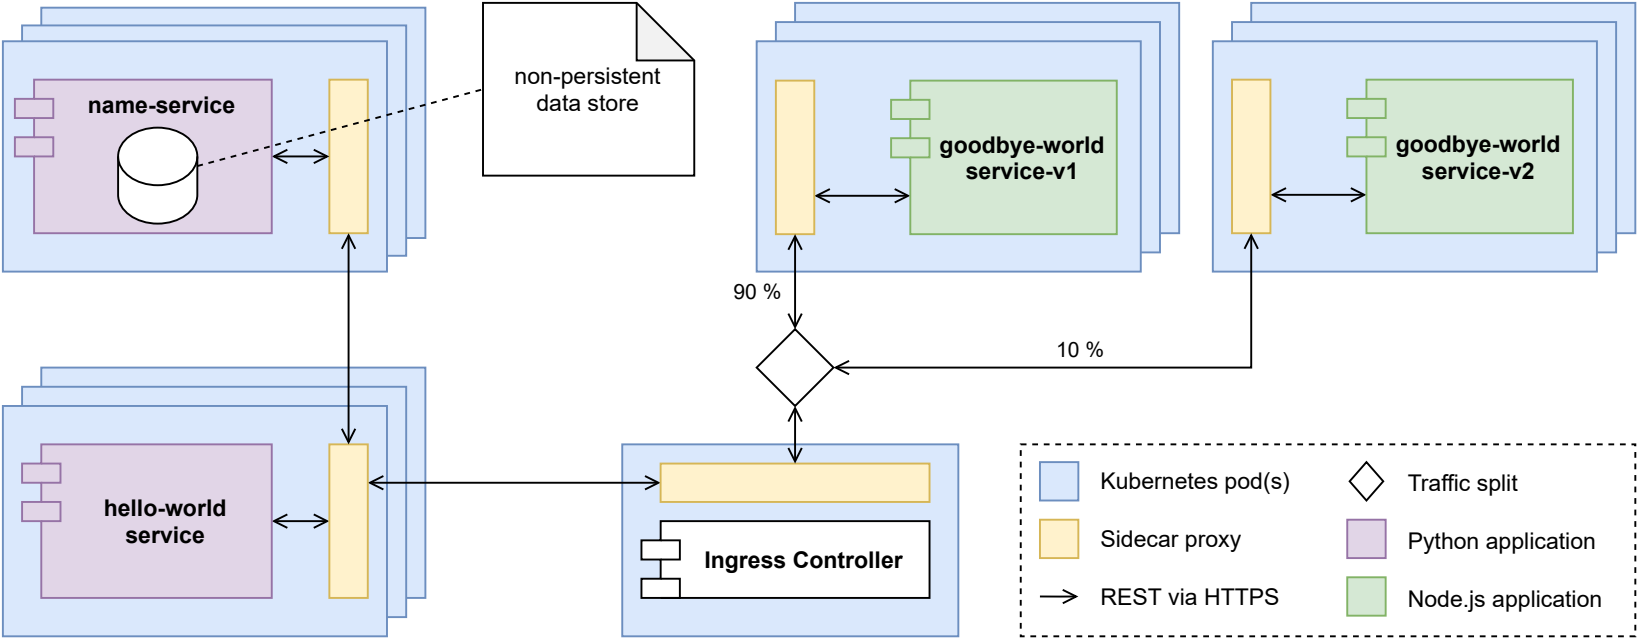 name-service
non-persistent
data store
goodbye-world
service-v1
goodbye-world
service-v2
90 %
10 %
hello-world
service
Ingress Controller
Kubernetes pod(s)
Traffic split
Sidecar proxy
Python application
REST via HTTPS
Node.js application